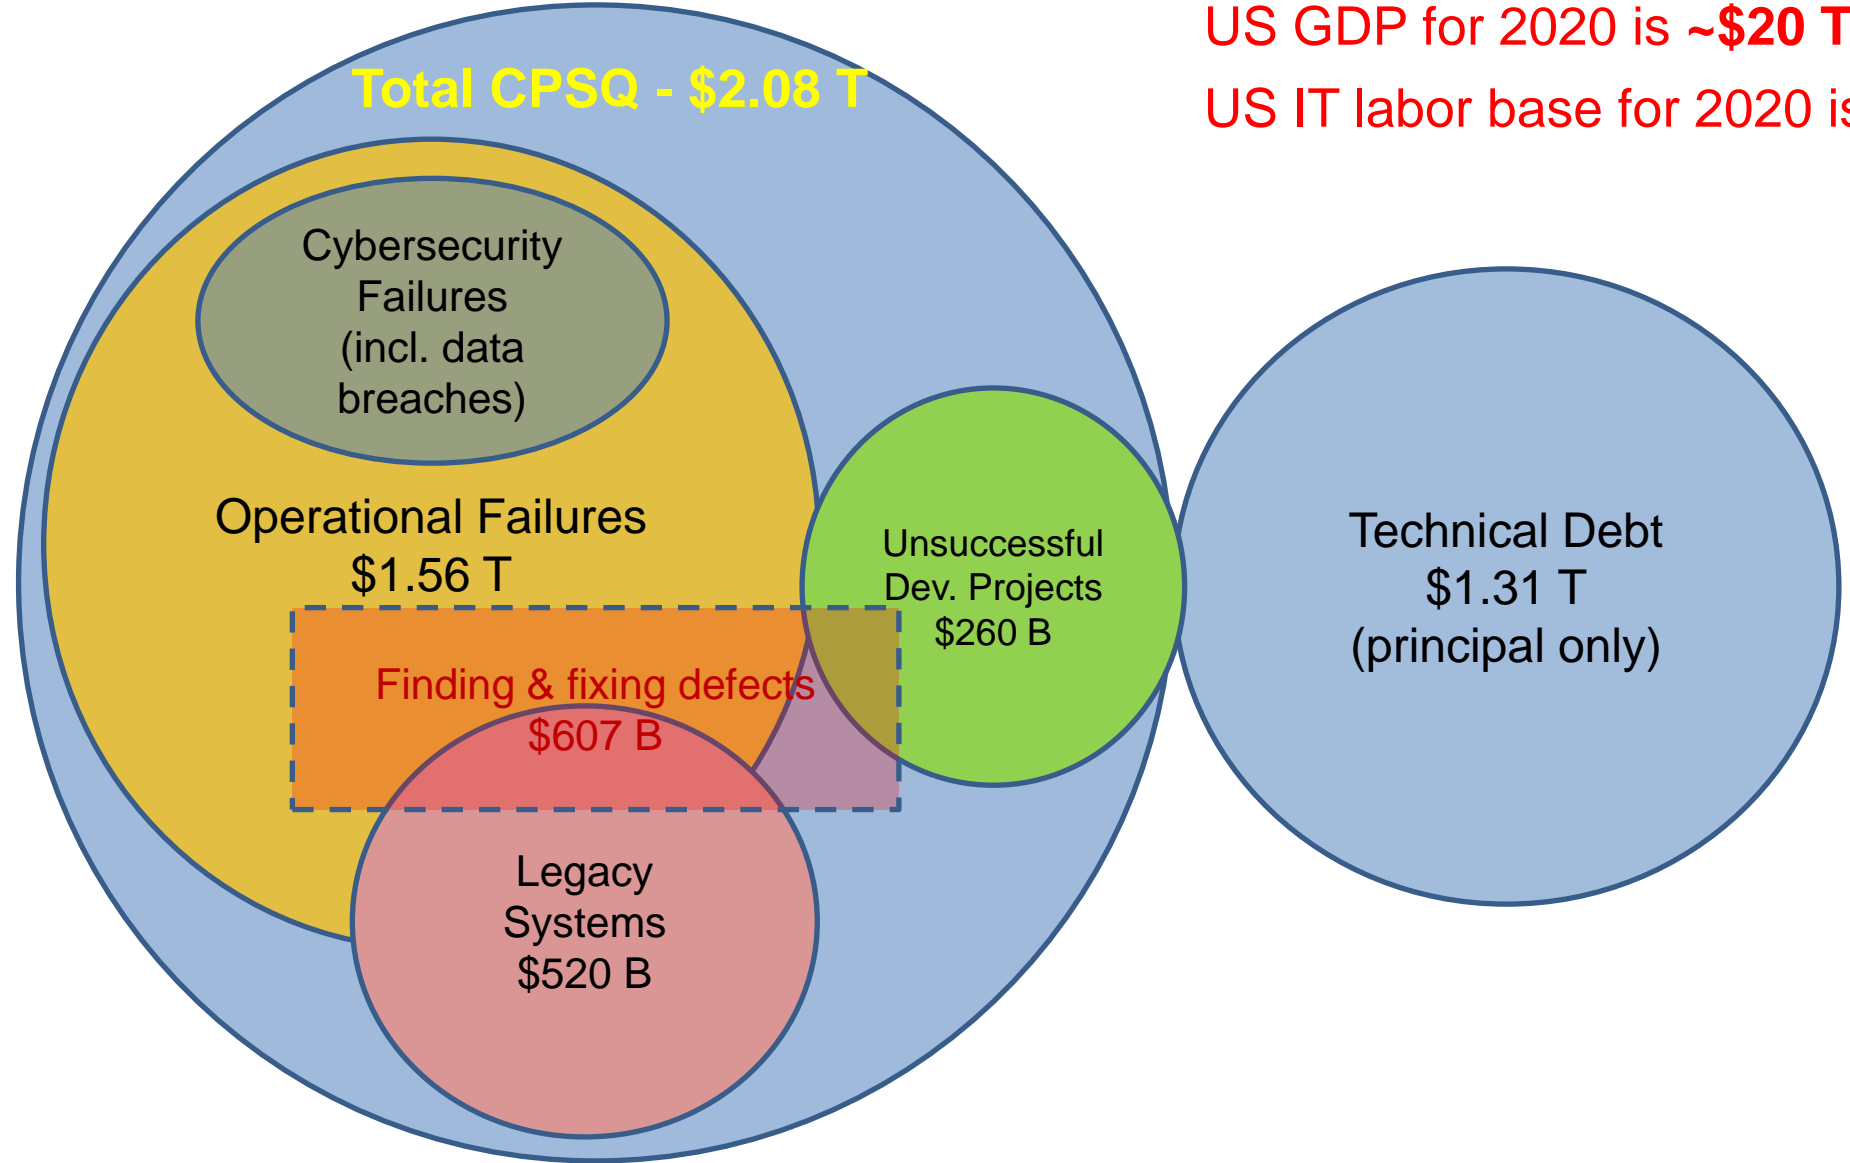 US GDP for 2020 is ~$20 T
Total CPSQ - $2.08 T
US IT labor base for 2020 is
Cybersecurity
Failures
(incl. data
breaches)
Operational Failures
$1.56 T
Unsuccessful
Dev. Projects
$260 B
Technical Debt
$1.31 T
(principal only)
Finding & fixing defects
$607 B
Legacy
Systems
$520 B